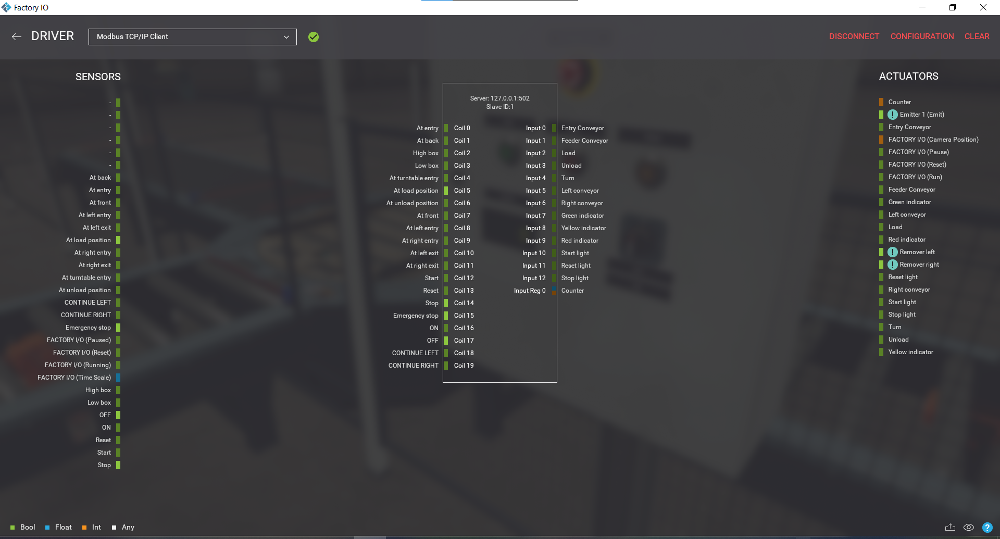 Factory IO
DRIVER
Modbus TCP/IP Client
DISCONNECT
CONFIGURATION
CLEAR
SENSORS
-
-
-
-
-
-
At back
At entry
At front
At left entry
At left exit
At load position
At right entry
At right exit
At turntable entry
At unload position
CONTINUE LEFT
CONTINUE RIGHT
Emergency stop
FACTORY I/O (Paused)
FACTORY I/O (Reset)
FACTORY I/O (Running)
FACTORY I/O (Time Scale)
High box
Low box
OFF
ON
Reset
Start
Stop
Server: 127.0.0.1:502
Slave ID:1
At entry Coil 0 Input 0 Entry Conveyor
At back Coil 1 Input 1 Feeder Conveyor
High box Coil 2 Input 2 Load
Low box Coil 3 Input 3 Unload
At turntable entry Coil 4 Input 4 Turn
At load position Coil 5 Input 5 Left conveyor
At unload position Coil 6 Input 6 Right conveyor
At front Coil 7 Input 7 Green indicator
At left entry Coil 8 Input 8 Yellow indicator
At right entry Coil 9 Input 9 Red indicator
At left exit Coil 10 Input 10 Start light
At right exit Coil 11 Input 11 Reset light
Start Coil 12 Input 12 Stop light
Reset Coil 13 Input Reg 0 Counter
Stop Coil 14
Emergency stop Coil 15
ON Coil 16
OFF Coil 17
CONTINUE LEFT Coil 18
CONTINUE RIGHT Coil 19
ACTUATORS
Counter
! Emitter 1 (Emit)
Entry Conveyor
FACTORY I/O (Camera Position)
FACTORY I/O (Pause)
FACTORY I/O (Reset)
FACTORY I/O (Run)
Feeder Conveyor
Green indicator
Left conveyor
Load
Red indicator
! Remover left
! Remover right
Reset light
Right conveyor
Start light
Stop light
Turn
Unload
Yellow indicator
Bool Float Int Any
?